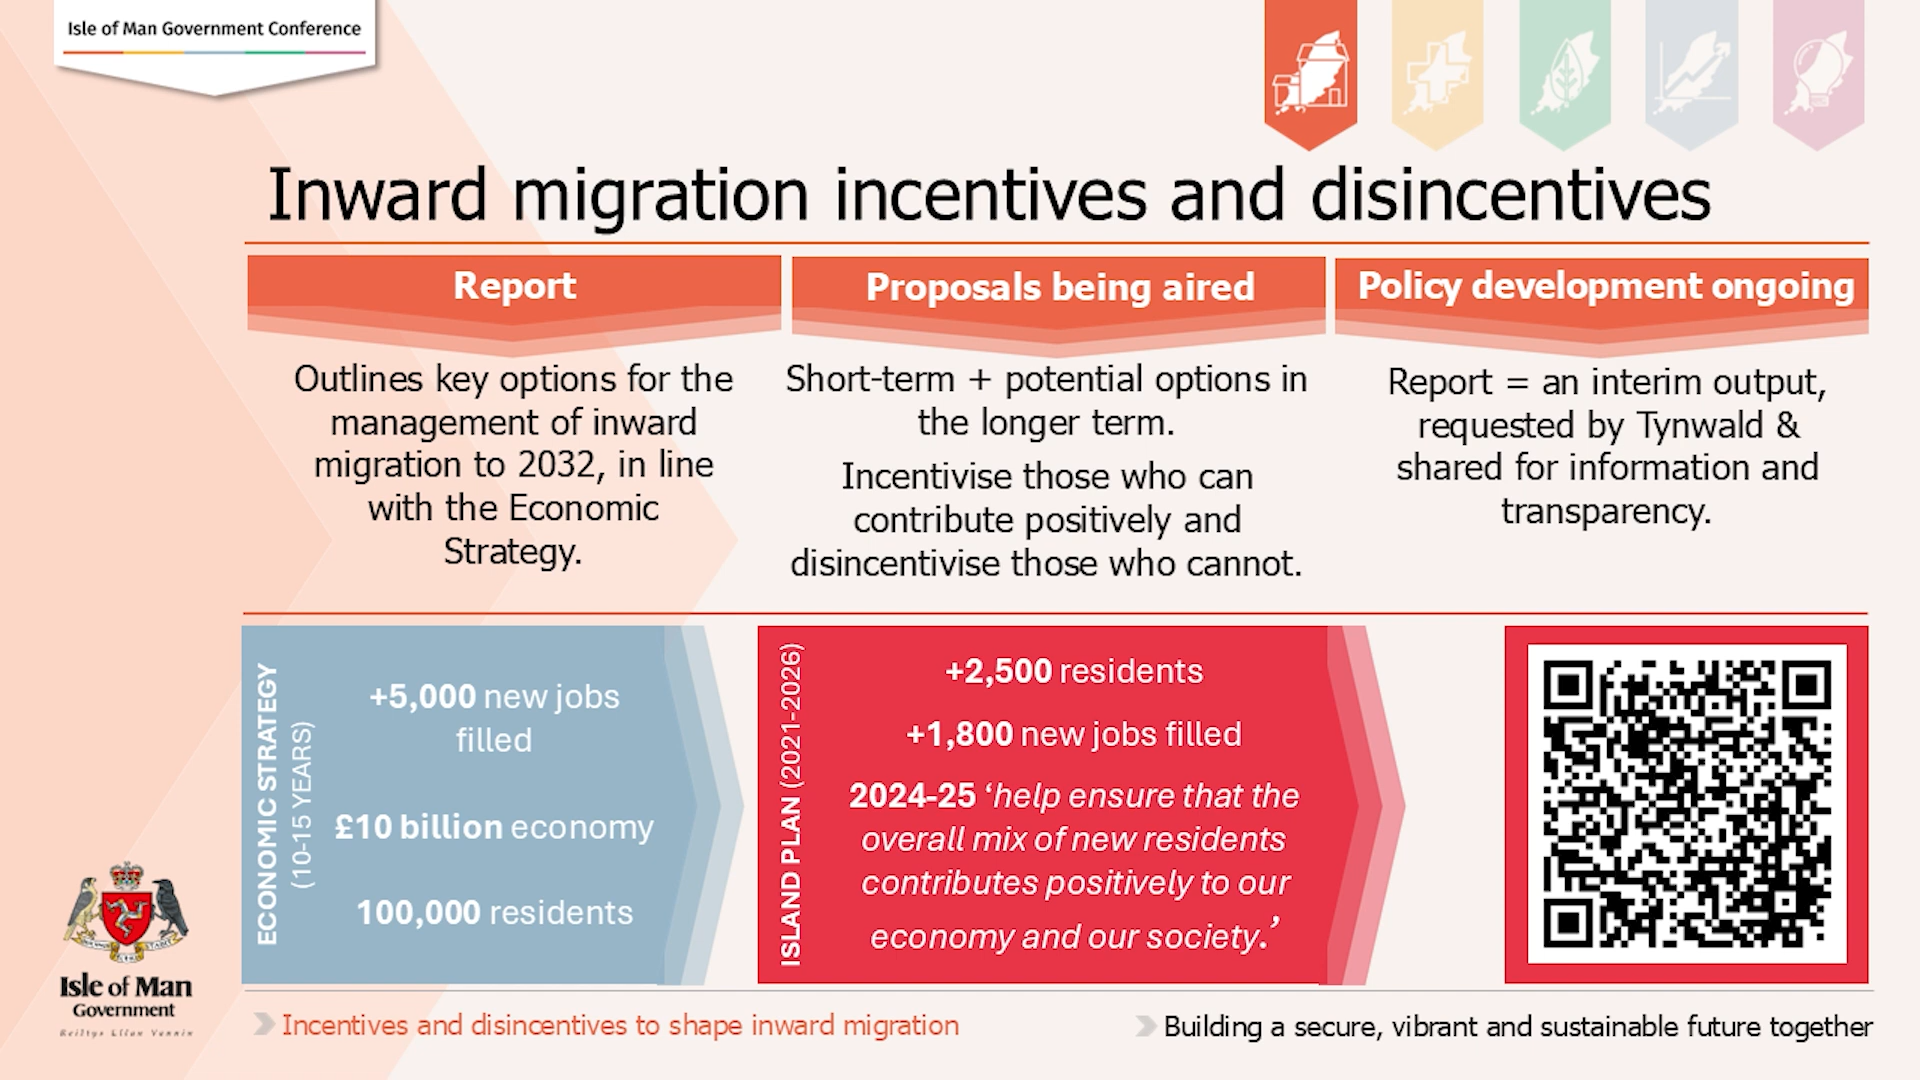 Isle of Man Government Conference
Inward migration incentives and disincentives
Report
Outlines key options for the
management of inward
migration to 2032, in line
with the Economic
Strategy.
Proposals being aired
Short-term + potential options in
the longer term.
Incentivise those who can
contribute positively and
disincentivise those who cannot.
Policy development ongoing
Report = an interim output,
requested by Tynwald &
shared for information and
transparency.
ECONOMIC STRATEGY
(10-15 YEARS)
+5,000 new jobs
filled
£10 billion economy
100,000 residents
ISLAND PLAN (2021-2026)
+2,500 residents
+1,800 new jobs filled
2024-25 ‘help ensure that the
overall mix of new residents
contributes positively to our
economy and our society.’
Isle of Man
Government
Reiltys Ellan Vannin
Incentives and disincentives to shape inward migration
Building a secure, vibrant and sustainable future together